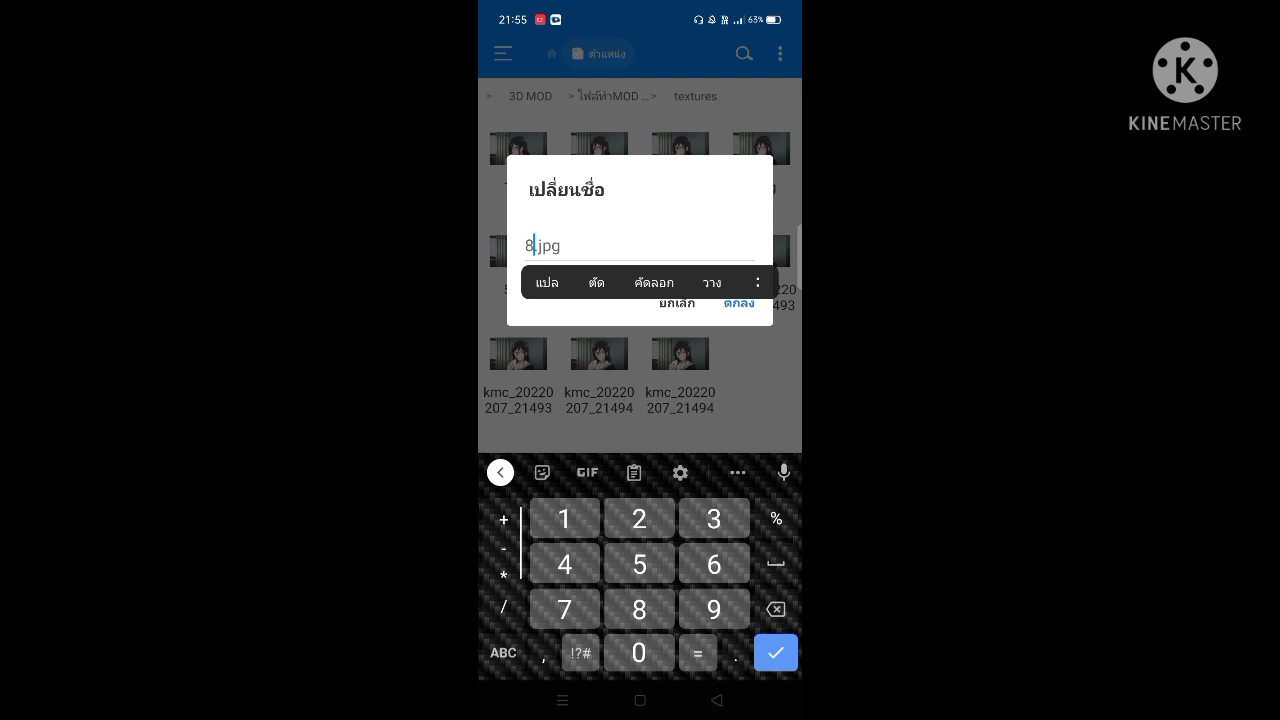 21:55
63%
ตำแหน่ง
> 3D MOD > ไฟล์ทำMOD ... > textures
K
KINEMASTER
เปลี่ยนชื่อ
8.jpg
แปล ตัด คัดลอก วาง
ยกเลิก ตกลง
kmc_20220
207_21493
kmc_20220
207_21494
kmc_20220
207_21494
GIF
+ 1 2 3 %
- 4 5 6
*
/ 7 8 9
ABC , !?# 0 = .